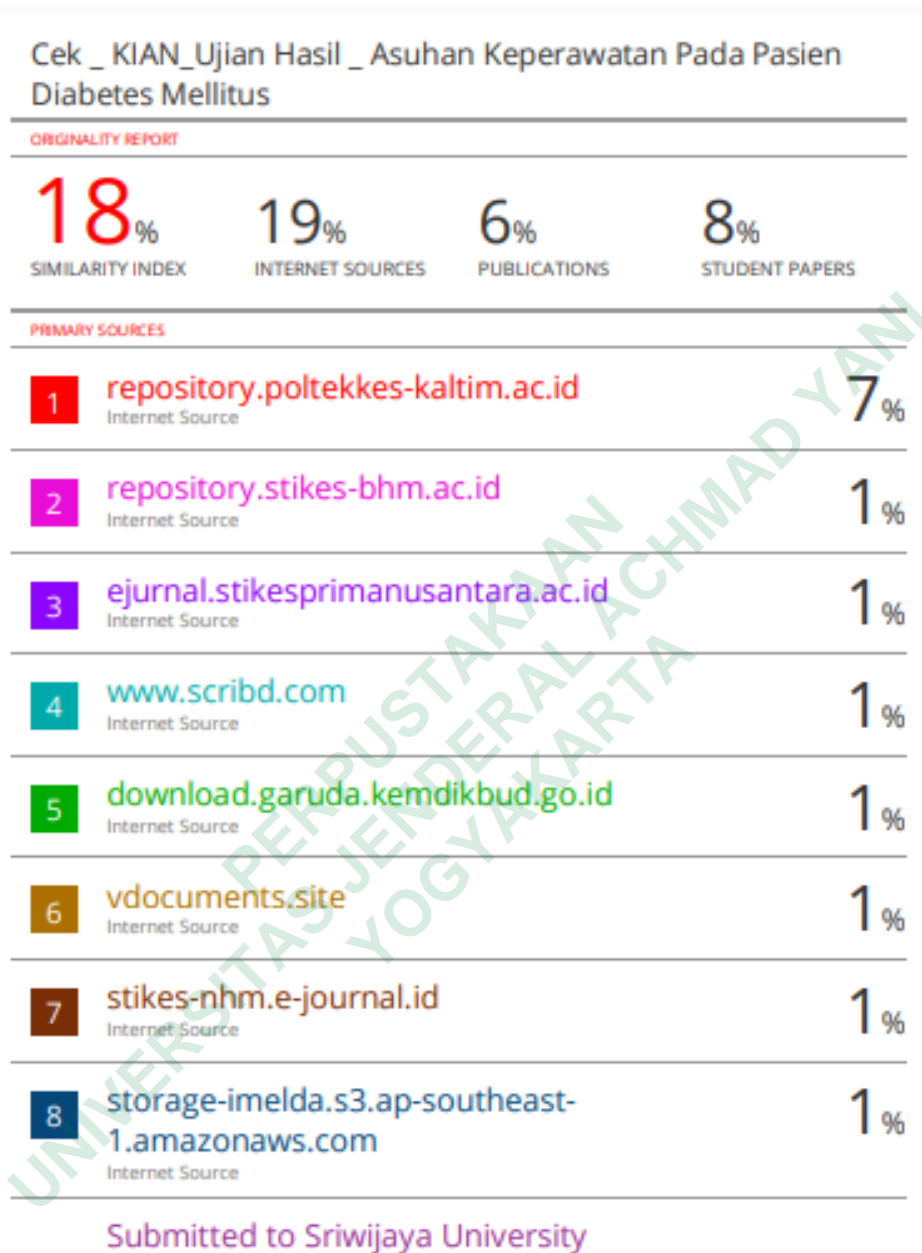 Cek _ KIAN_Ujian Hasil _ Asuhan Keperawatan Pada Pasien
Diabetes Mellitus
ORIGINALITY REPORT
18% 19% 6% 8%
SIMILARITY INDEX INTERNET SOURCES PUBLICATIONS STUDENT PAPERS
PRIMARY SOURCES
1 repository.poltekkes-kaltim.ac.id 7%
Internet Source
2 repository.stikes-bhm.ac.id 1%
Internet Source
3 ejurnal.stikesprimanusantara.ac.id 1%
Internet Source
4 www.scribd.com 1%
Internet Source
5 download.garuda.kemdikbud.go.id 1%
Internet Source
6 vdocuments.site 1%
Internet Source
7 stikes-nhm.e-journal.id 1%
Internet Source
8 storage-imelda.s3.ap-southeast-
1.amazonaws.com 1%
Internet Source
Submitted to Sriwijaya University
PERPUSTAKAAN
UNIVERSITAS JENDERAL ACHMAD YANI
YOGYAKARTA